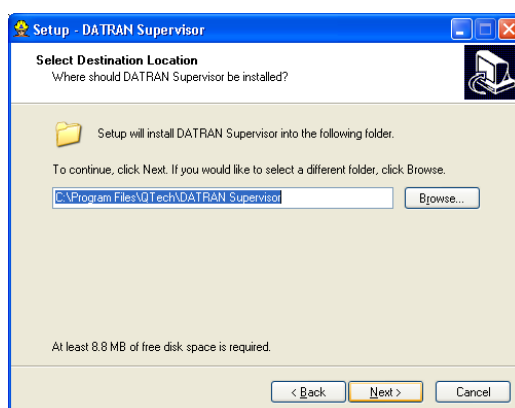 Setup - DATRAN Supervisor
Select Destination Location
Where should DATRAN Supervisor be installed?
Setup will install DATRAN Supervisor into the following folder.
To continue, click Next. If you would like to select a different folder, click Browse.
C:\Program Files\QTech\DATRAN Supervisor
Browse...
At least 8.8 MB of free disk space is required.
< Back Next > Cancel